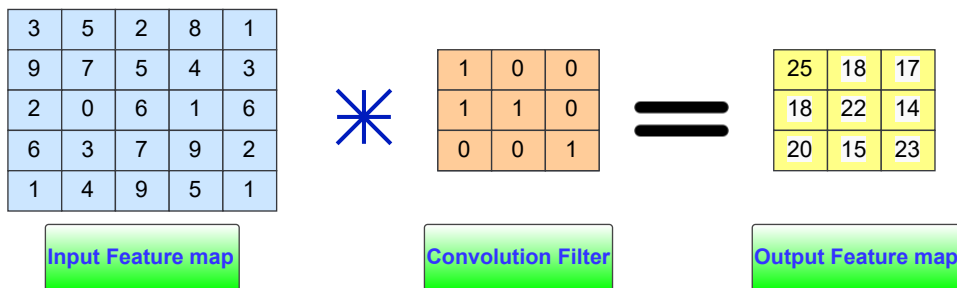 3 5 2 8 1
9 7 5 4 3
2 0 6 1 6
6 3 7 9 2
1 4 9 5 1
1 0 0
1 1 0
0 0 1
25 18 17
18 22 14
20 15 23
Input Feature map
Convolution Filter
Output Feature map